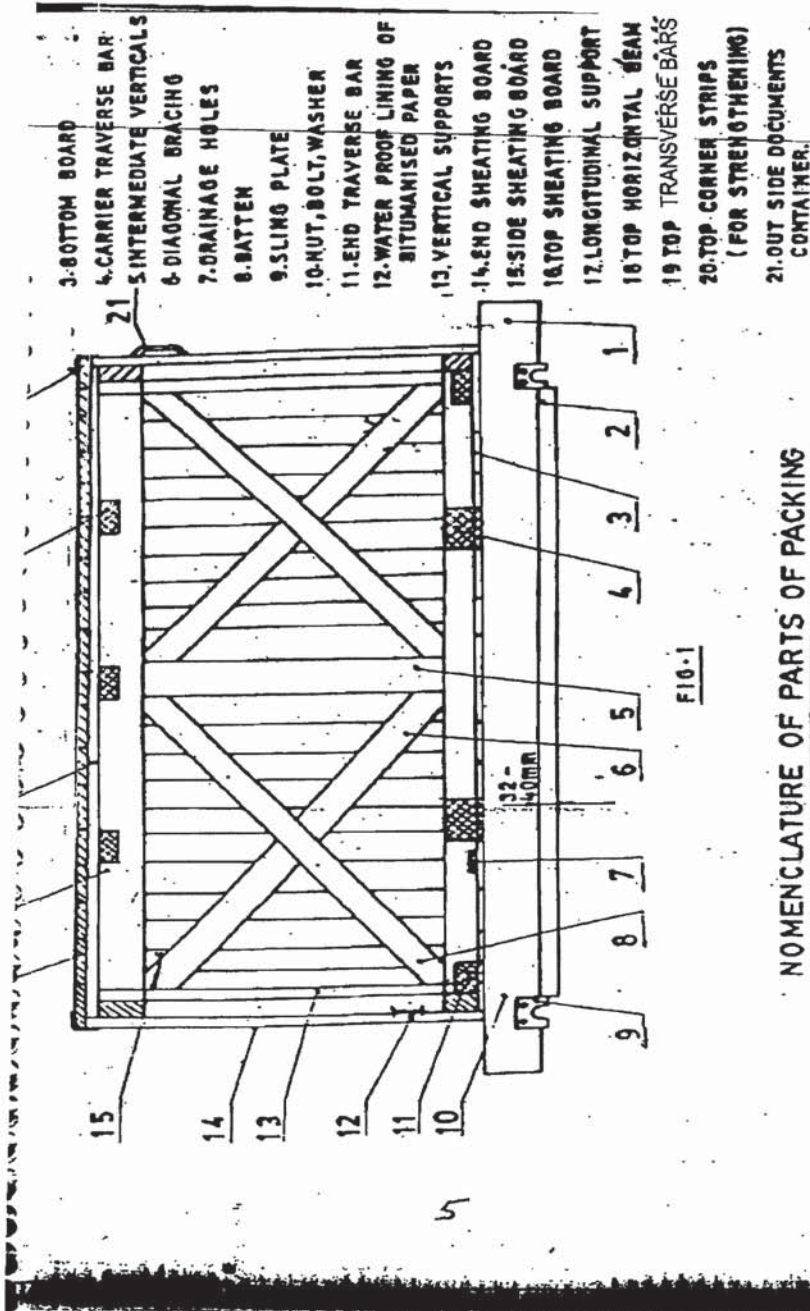 3.BOTTOM BOARD
4.CARRIER TRAVERSE BAR
5.INTERMEDIATE VERTICALS
6.DIAGONAL BRACING
7.DRAINAGE HOLES
8.BATTEN
9.SLING PLATE
10.NUT,BOLT,WASHER
11.END TRAVERSE BAR
12.WATER PROOF LINING OF
BITUMANISED PAPER
13.VERTICAL SUPPORTS
14.END SHEATING BOARD
15.SIDE SHEATING BOARD
16.TOP SHEATING BOARD
17.LONGITUDINAL SUPPORT
18 TOP HORIZONTAL BEAM
19 TOP TRANSVERSE BARS
20.TOP CORNER STRIPS
(FOR STRENGTHENING)
21.OUT SIDE DOCUMENTS
CONTAINER.
21
15
14
13
12
11
10
32-
40mm
9
8
7
6
5
4
3
2
1
FIG.1
NOMENCLATURE OF PARTS OF PACKING
5